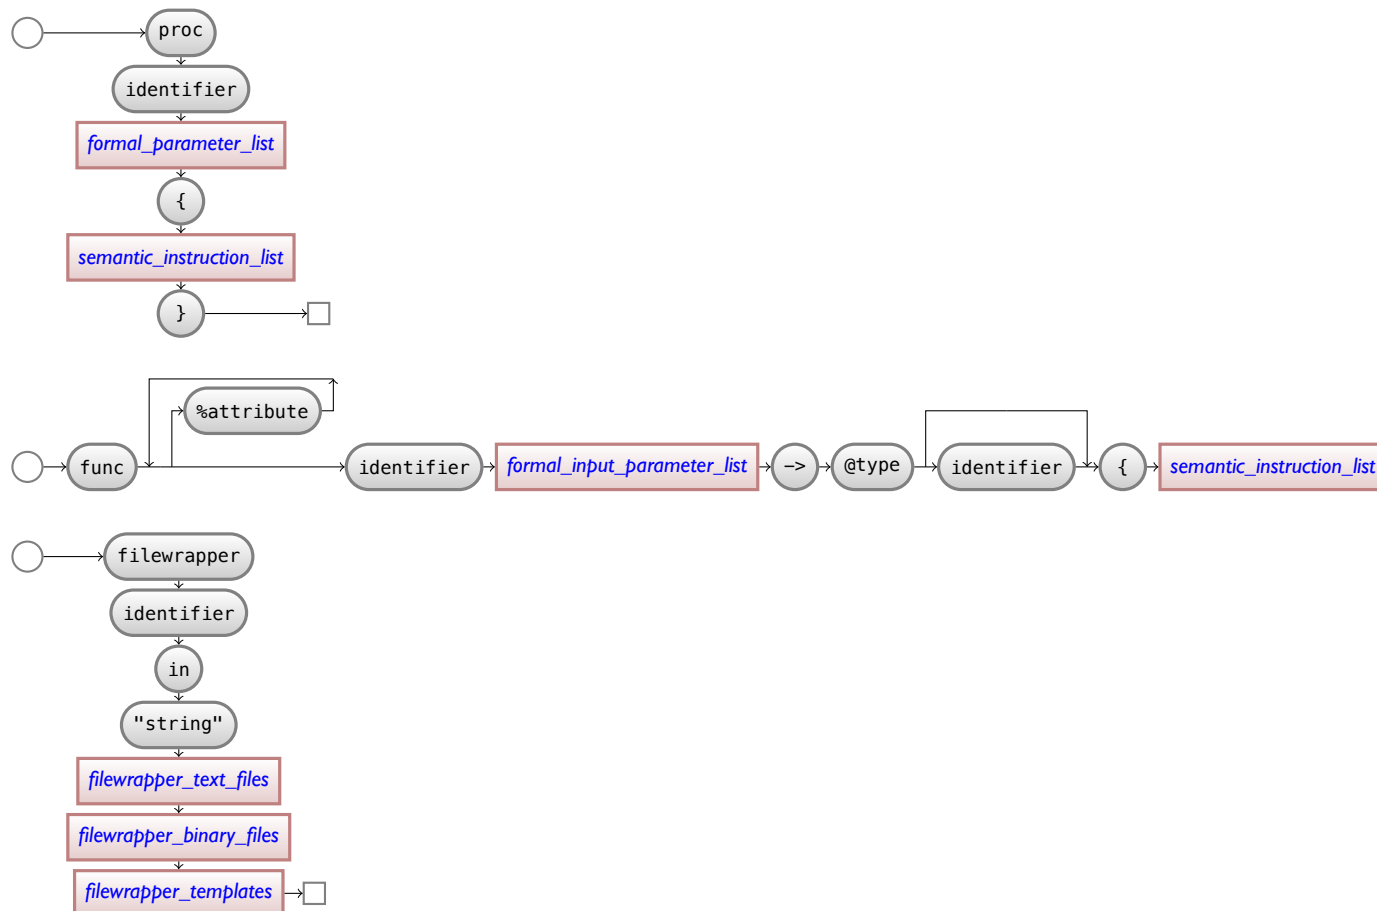 proc
identifier
formal_parameter_list
{
semantic_instruction_list
}
%attribute
func identifier formal_input_parameter_list -> @type identifier { semantic_instruction_list
filewrapper
identifier
in
"string"
filewrapper_text_files
filewrapper_binary_files
filewrapper_templates